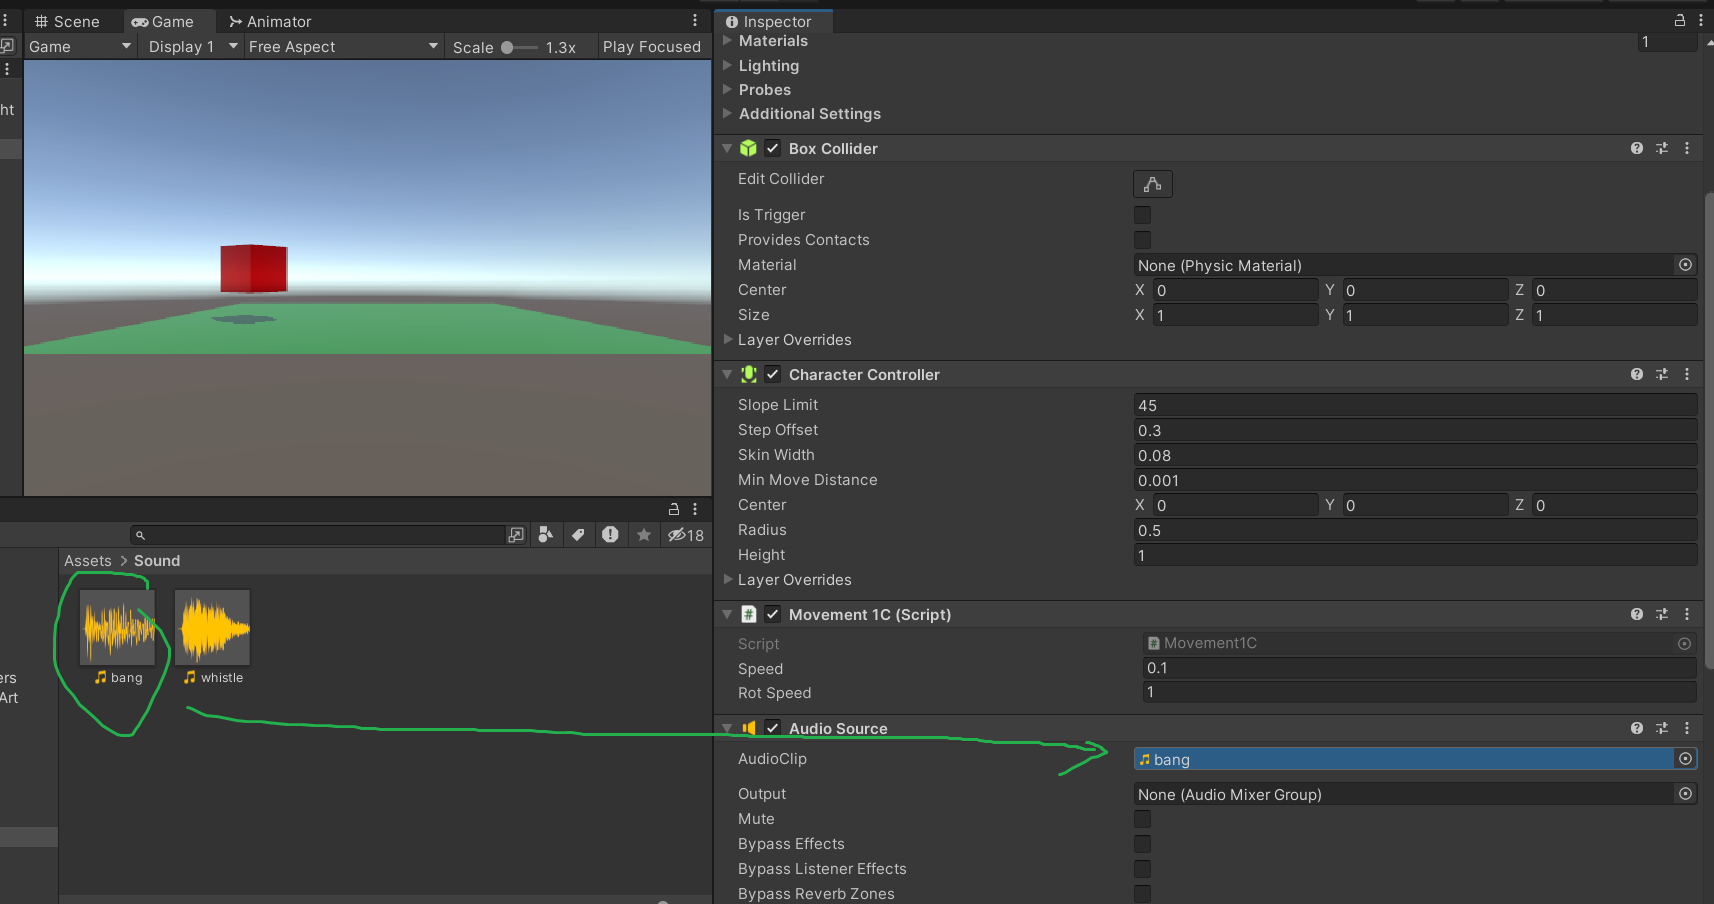 Scene Game Animator
Game Display 1 Free Aspect Scale 1.3x Play Focused
ht
Assets > Sound
18
bang whistle
ers
Art
Inspector
Materials 1
Lighting
Probes
Additional Settings
Box Collider
Edit Collider
Is Trigger
Provides Contacts
Material None (Physic Material)
Center X 0 Y 0 Z 0
Size X 1 Y 1 Z 1
Layer Overrides
Character Controller
Slope Limit 45
Step Offset 0.3
Skin Width 0.08
Min Move Distance 0.001
Center X 0 Y 0 Z 0
Radius 0.5
Height 1
Layer Overrides
# Movement 1C (Script)
Script Movement1C
Speed 0.1
Rot Speed 1
Audio Source
AudioClip bang
Output None (Audio Mixer Group)
Mute
Bypass Effects
Bypass Listener Effects
Bypass Reverb Zones